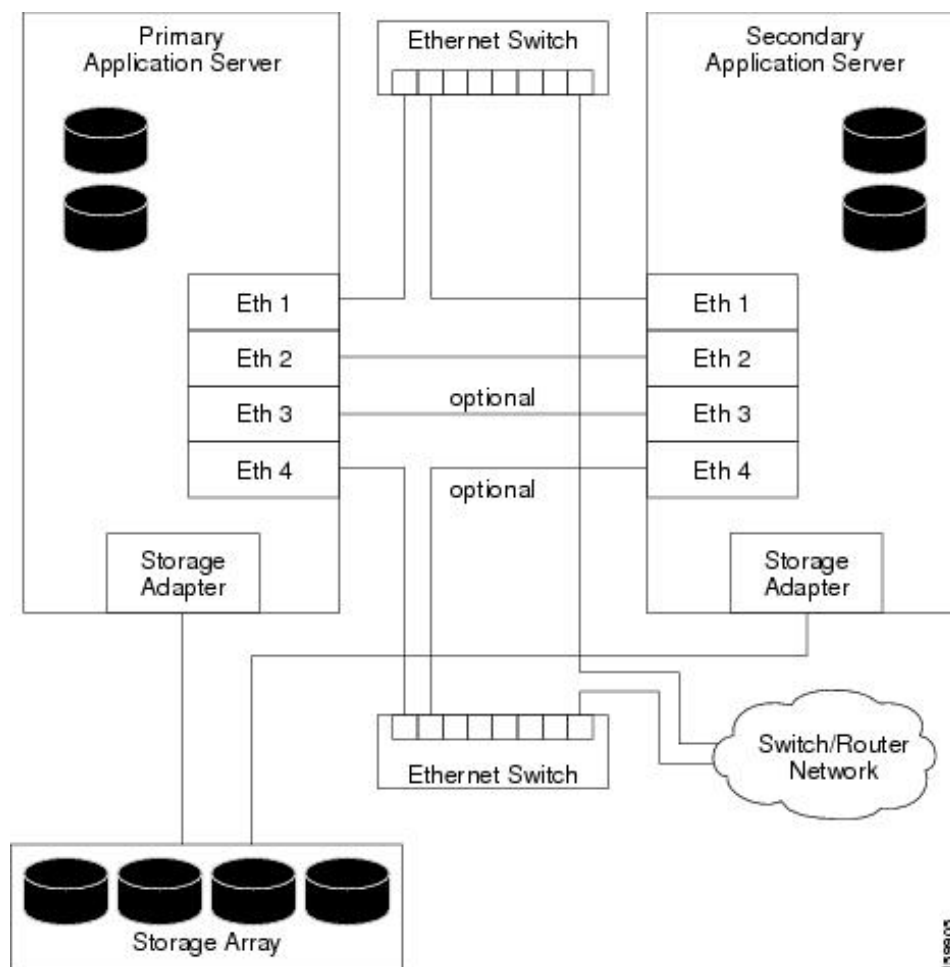 Primary
Application Server
Ethernet Switch
Secondary
Application Server
Eth 1
Eth 2
Eth 3
Eth 4
optional
optional
Eth 1
Eth 2
Eth 3
Eth 4
Storage
Adapter
Storage
Adapter
Ethernet Switch
Switch/Router
Network
Storage Array